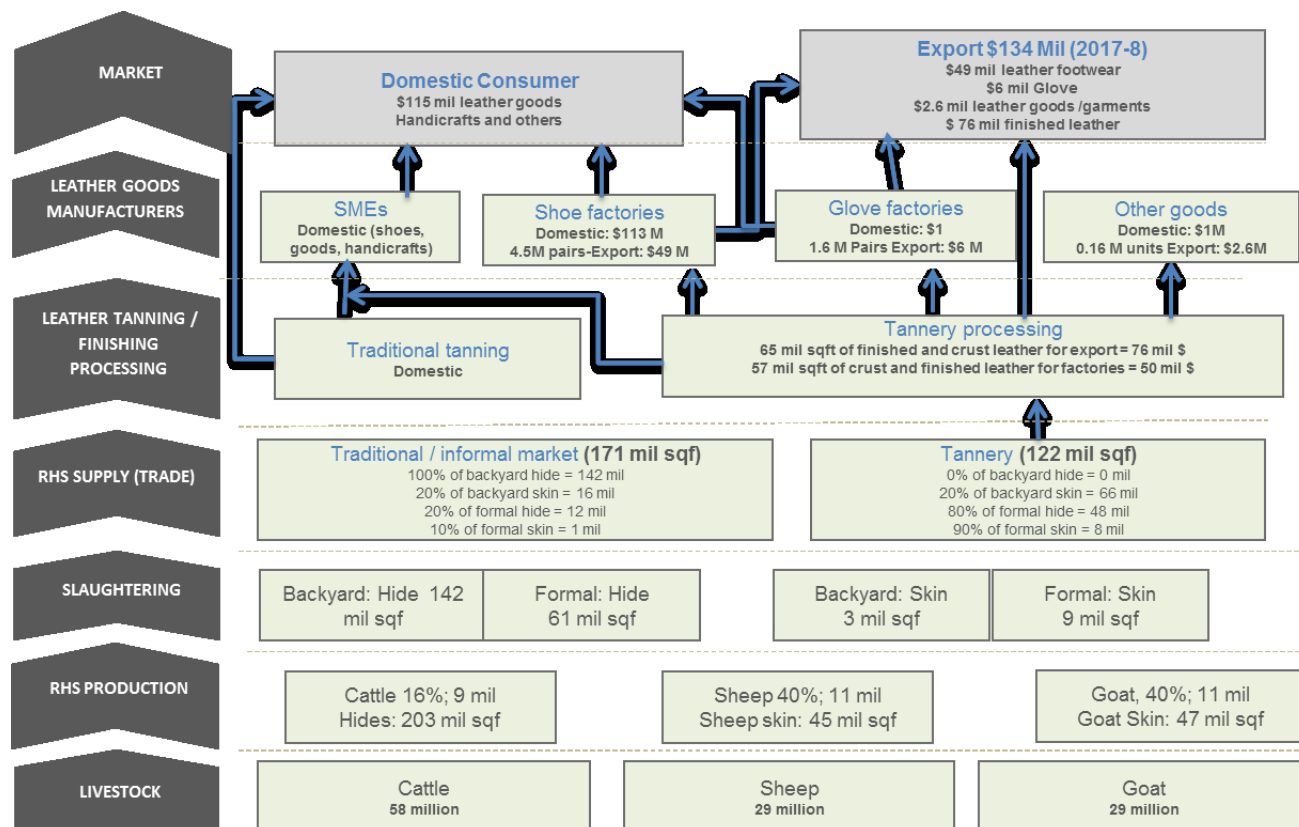 MARKET
Domestic Consumer
$115 mil leather goods
Handicrafts and others
Export $134 Mil (2017-8)
$49 mil leather footwear
$6 mil Glove
$2.6 mil leather goods /garments
$ 76 mil finished leather
LEATHER GOODS
MANUFACTURERS
SMEs
Domestic (shoes,
goods, handicrafts)
Shoe factories
Domestic: $113 M
4.5M pairs-Export: $49 M
Glove factories
Domestic: $1
1.6 M Pairs Export: $6 M
Other goods
Domestic: $1M
0.16 M units Export: $2.6M
LEATHER TANNING /
FINISHING
PROCESSING
Traditional tanning
Domestic
Tannery processing
65 mil sqft of finished and crust leather for export = 76 mil $
57 mil sqft of crust and finished leather for factories = 50 mil $
RHS SUPPLY (TRADE)
Traditional / informal market (171 mil sqf)
100% of backyard hide = 142 mil
20% of backyard skin = 16 mil
20% of formal hide = 12 mil
10% of formal skin = 1 mil
Tannery (122 mil sqf)
0% of backyard hide = 0 mil
20% of backyard skin = 66 mil
80% of formal hide = 48 mil
90% of formal skin = 8 mil
SLAUGHTERING
Backyard: Hide 142
mil sqf
Formal: Hide
61 mil sqf
Backyard: Skin
3 mil sqf
Formal: Skin
9 mil sqf
RHS PRODUCTION
Cattle 16%; 9 mil
Hides: 203 mil sqf
Sheep 40%; 11 mil
Sheep skin: 45 mil sqf
Goat, 40%; 11 mil
Goat Skin: 47 mil sqf
LIVESTOCK
Cattle
58 million
Sheep
29 million
Goat
29 million